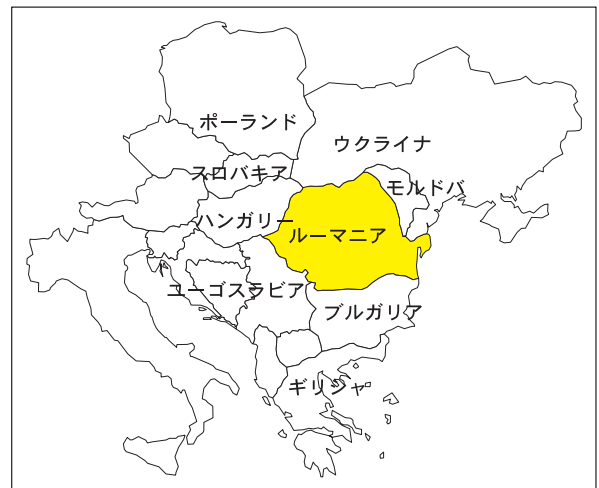 ポーランド
ウクライナ
スロバキア
モルドバ
ハンガリー
ルーマニア
ユーゴスラビア
ブルガリア
ギリシャ